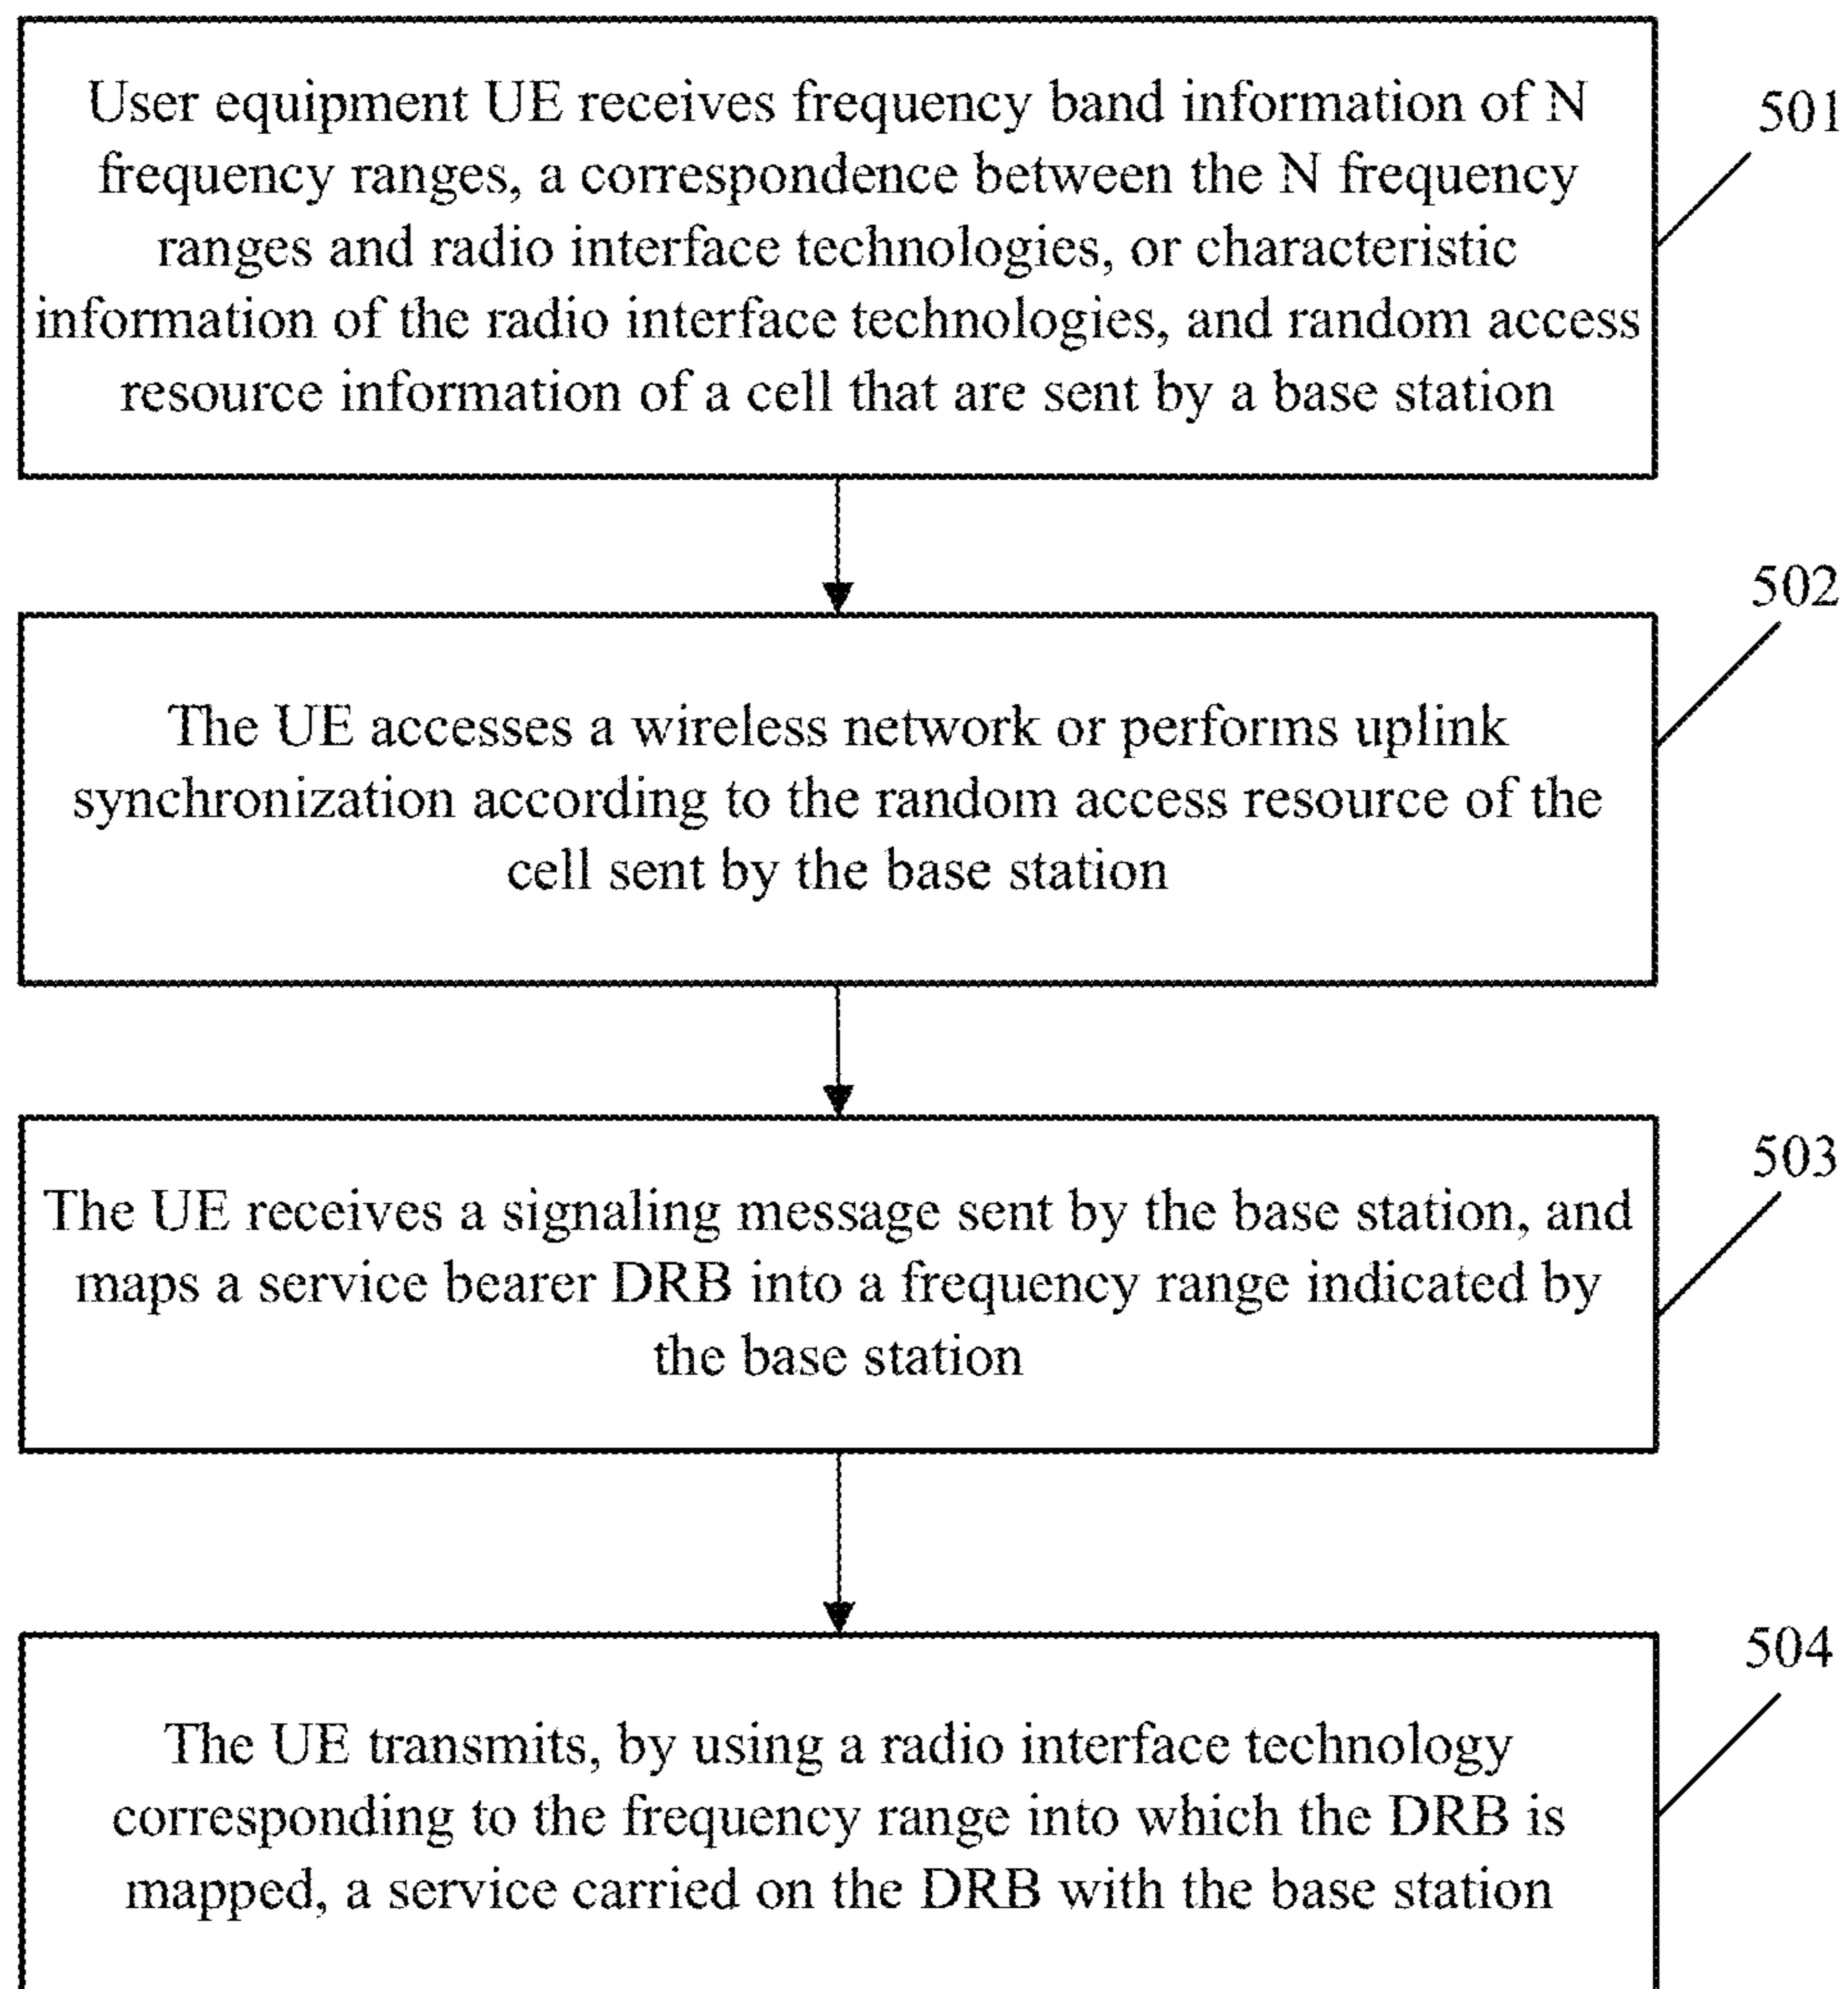 User equipment UE receives frequency band information of N
frequency ranges, a correspondence between the N frequency
ranges and radio interface technologies, or characteristic
information of the radio interface technologies, and random access
resource information of a cell that are sent by a base station
501
502
The UE accesses a wireless network or performs uplink
synchronization according to the random access resource of the
cell sent by the base station
503
The UE receives a signaling message sent by the base station, and
maps a service bearer DRB into a frequency range indicated by
the base station
504
The UE transmits, by using a radio interface technology
corresponding to the frequency range into which the DRB is
mapped, a service carried on the DRB with the base station